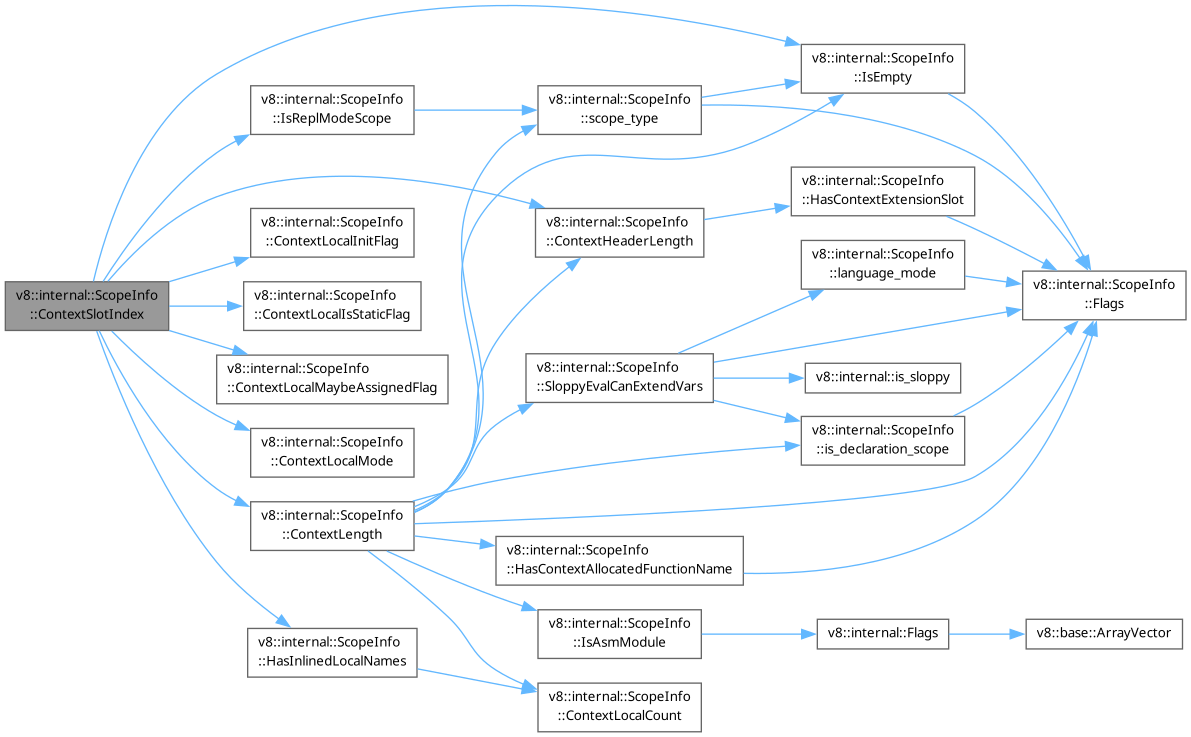 v8::internal::ScopeInfo
::ContextSlotIndex
v8::internal::ScopeInfo
::IsReplModeScope
v8::internal::ScopeInfo
::ContextLocalInitFlag
v8::internal::ScopeInfo
::ContextLocalIsStaticFlag
v8::internal::ScopeInfo
::ContextLocalMaybeAssignedFlag
v8::internal::ScopeInfo
::ContextLocalMode
v8::internal::ScopeInfo
::ContextLength
v8::internal::ScopeInfo
::HasInlinedLocalNames
v8::internal::ScopeInfo
::scope_type
v8::internal::ScopeInfo
::ContextHeaderLength
v8::internal::ScopeInfo
::SloppyEvalCanExtendVars
v8::internal::ScopeInfo
::HasContextAllocatedFunctionName
v8::internal::ScopeInfo
::IsAsmModule
v8::internal::ScopeInfo
::ContextLocalCount
v8::internal::ScopeInfo
::IsEmpty
v8::internal::ScopeInfo
::HasContextExtensionSlot
v8::internal::ScopeInfo
::language_mode
v8::internal::is_sloppy
v8::internal::ScopeInfo
::is_declaration_scope
v8::internal::Flags
v8::internal::ScopeInfo
::Flags
v8::base::ArrayVector